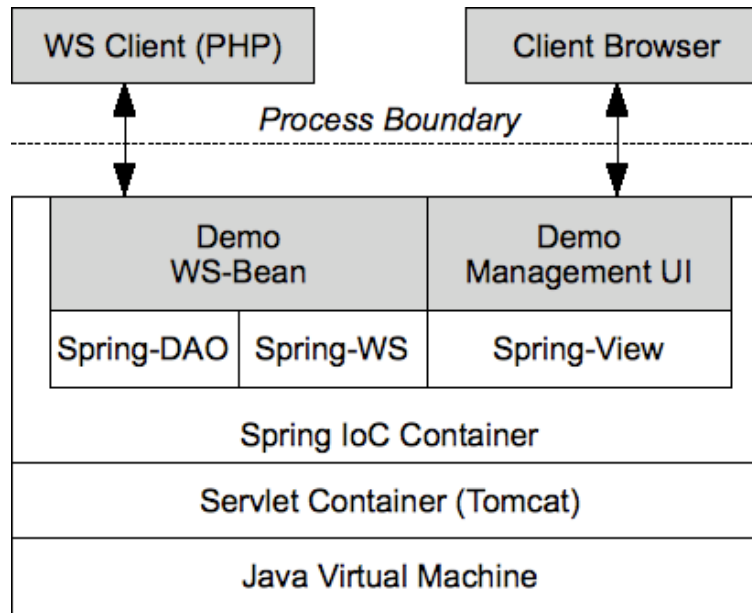 WS Client (PHP)
Client Browser
Process Boundary
Demo
WS-Bean
Demo
Management UI
Spring-DAO
Spring-WS
Spring-View
Spring IoC Container
Servlet Container (Tomcat)
Java Virtual Machine